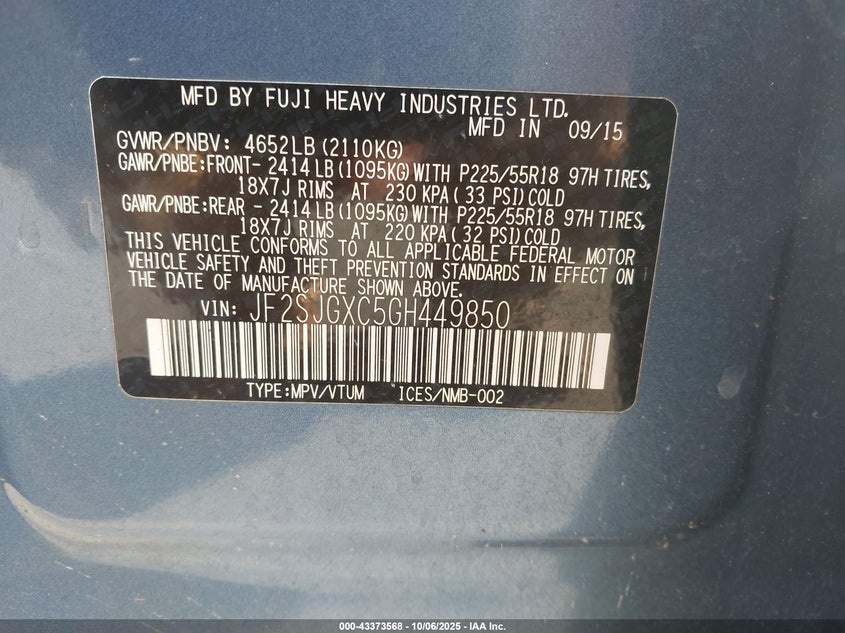 MFD BY FUJI HEAVY INDUSTRIES LTD.
MFD IN 09/15
GVWR/PNBV: 4652LB (2110KG)
GAWR/PNBE:FRONT- 2414 LB (1095KG) WITH P225/55R18 97H TIRES,
18X7J RIMS AT 230 KPA ( 33 PSI) COLD
GAWR/PNBE:REAR - 2414 LB (1095KG) WITH P225/55R18 97H TIRES,
18X7J RIMS AT 220 KPA ( 32 PSI) COLD
THIS VEHICLE CONFORMS TO ALL APPLICABLE FEDERAL MOTOR
VEHICLE SAFETY AND THEFT PREVENTION STANDARDS IN EFFECT ON
THE DATE OF MANUFACTURE SHOWN ABOVE.
VIN: JF2SJGXC5GH449850
TYPE:MPV/VTUM ICES/NMB-002
000-43373568 - 10/06/2025 - IAA Inc.